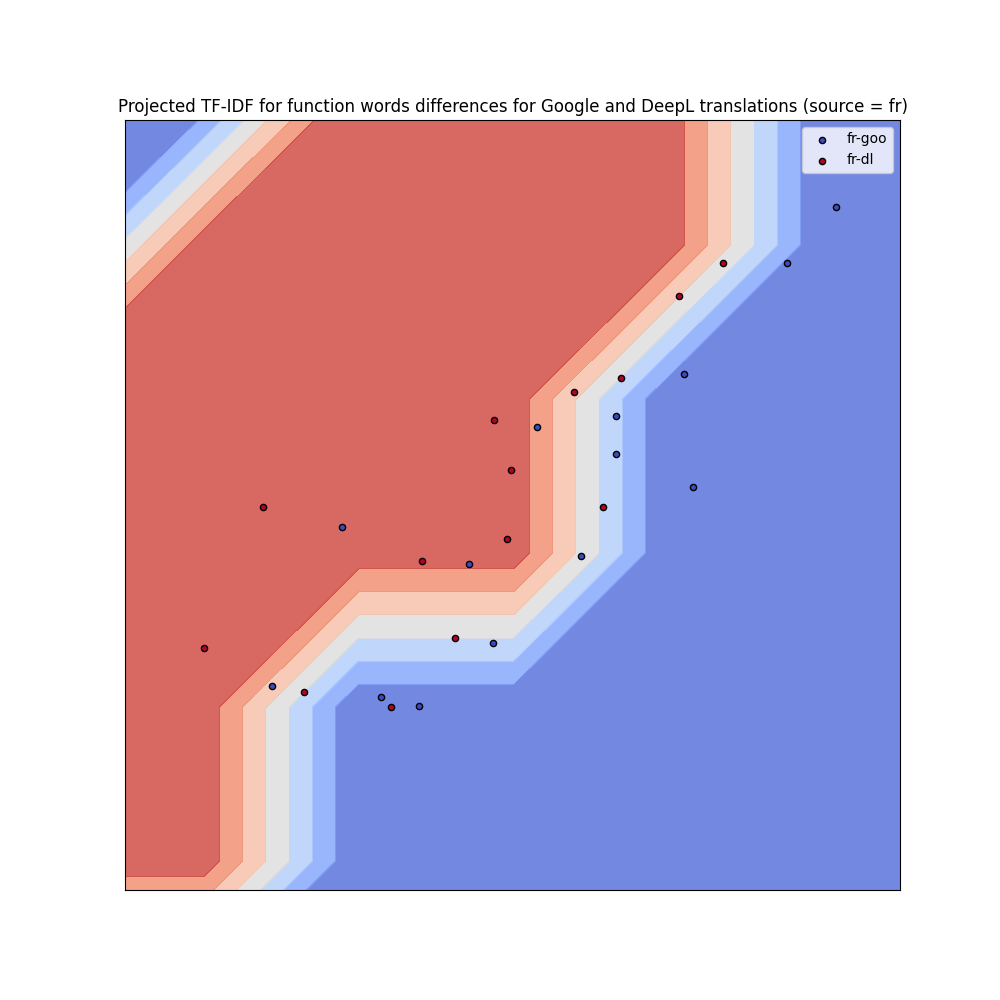 Projected TF-IDF for function words differences for Google and DeepL translations (source = fr)
fr-goo
fr-dl